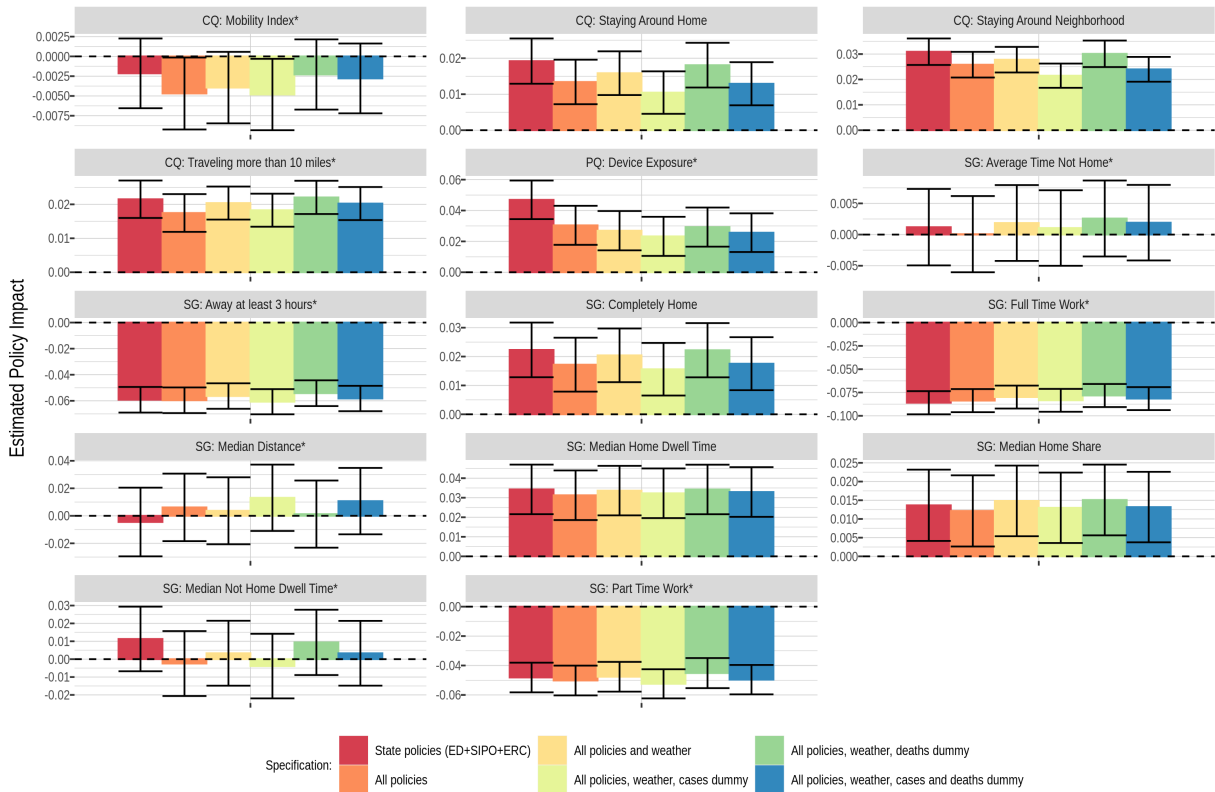 CQ: Mobility Index*
CQ: Staying Around Home
CQ: Staying Around Neighborhood
0.0025
0.0000
-0.0025
-0.0050
-0.0075
0.02
0.01
0.00
0.03
0.02
0.01
0.00
CQ: Traveling more than 10 miles*
PQ: Device Exposure*
SG: Average Time Not Home*
0.02
0.01
0.00
0.06
0.04
0.02
0.00
0.005
0.000
-0.005
Estimated Policy Impact
SG: Away at least 3 hours*
SG: Completely Home
SG: Full Time Work*
0.00
-0.02
-0.04
-0.06
0.03
0.02
0.01
0.00
0.000
-0.025
-0.050
-0.075
-0.100
SG: Median Distance*
SG: Median Home Dwell Time
SG: Median Home Share
0.04
0.02
0.00
-0.02
0.04
0.03
0.02
0.01
0.00
0.025
0.020
0.015
0.010
0.005
0.000
SG: Median Not Home Dwell Time*
SG: Part Time Work*
0.03
0.02
0.01
0.00
-0.01
-0.02
0.00
-0.02
-0.04
-0.06
Specification:
State policies (ED+SIPO+ERC)
All policies
All policies and weather
All policies, weather, cases dummy
All policies, weather, deaths dummy
All policies, weather, cases and deaths dummy